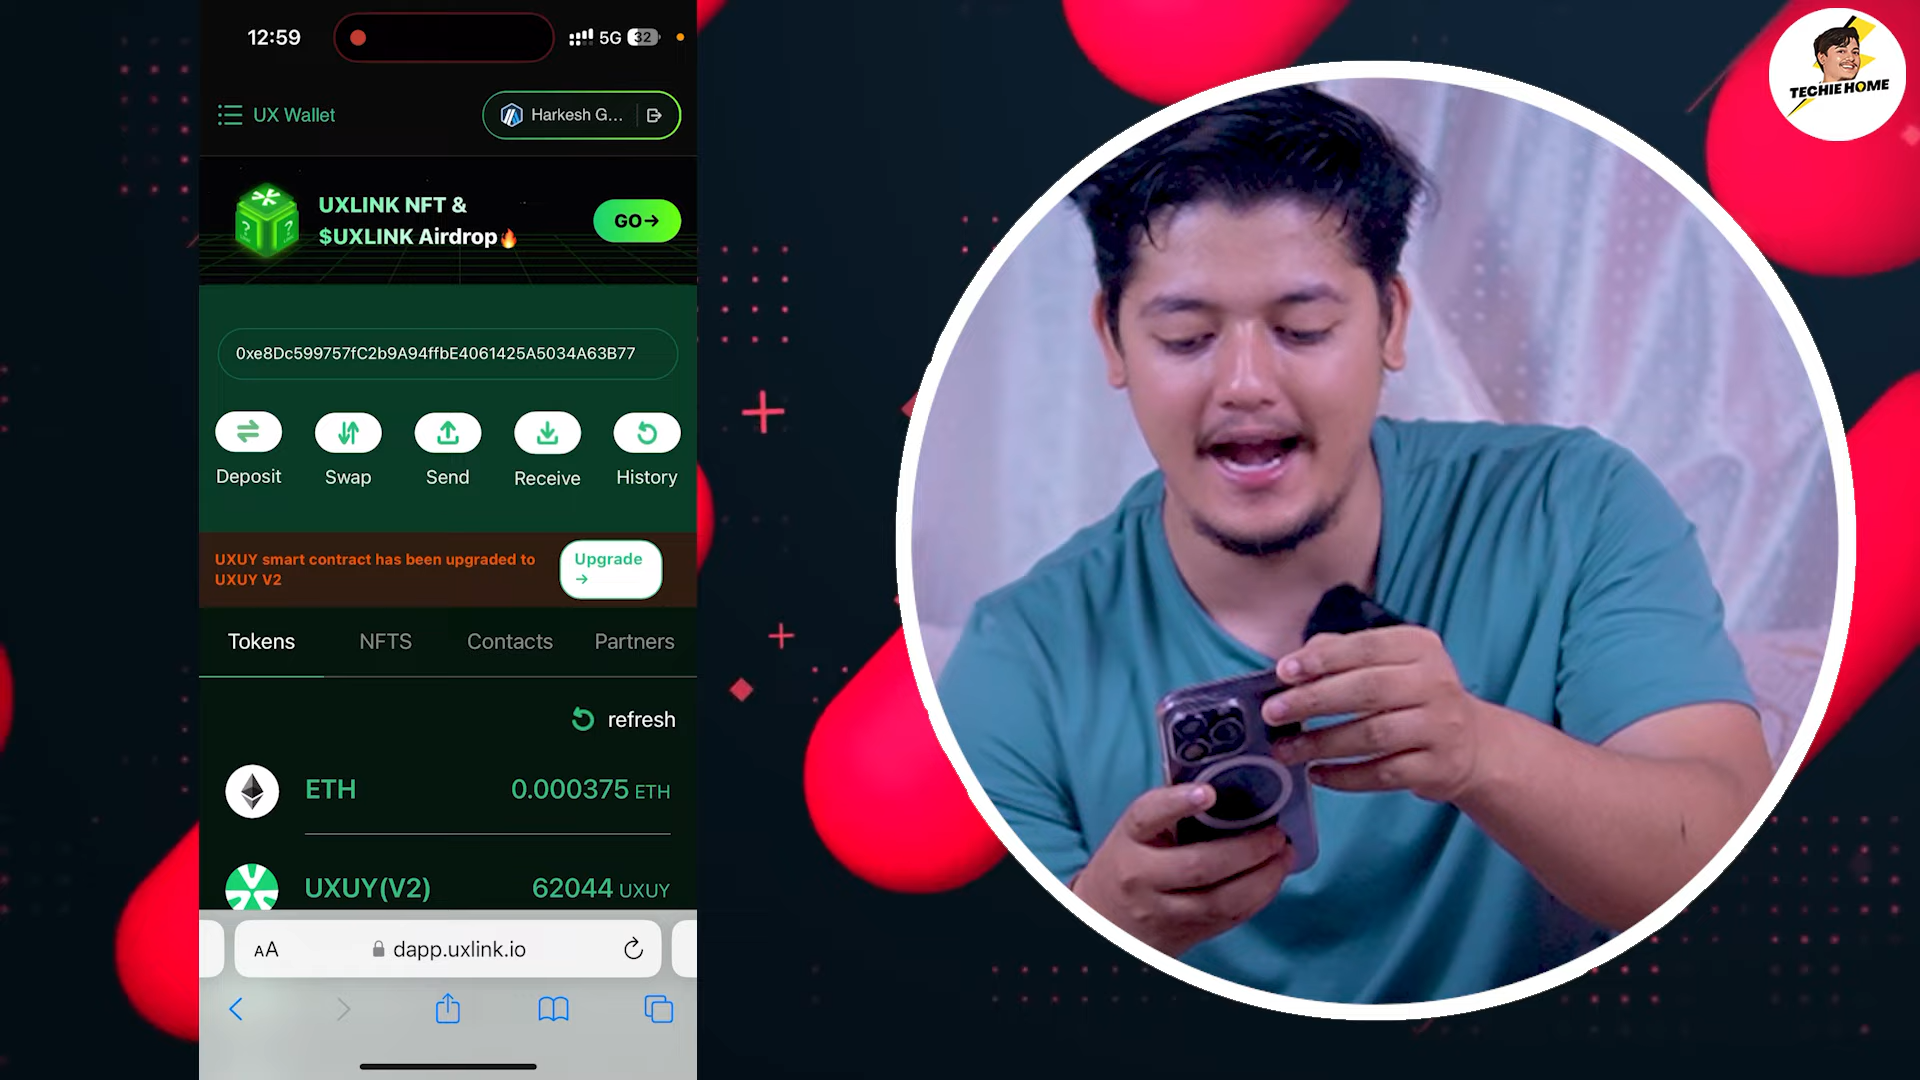 12:59
5G 32
UX Wallet
Harkesh G...
UXLINK NFT &
$UXLINK Airdrop🔥
GO→
0xe8Dc599757fC2b9A94ffbE4061425A5034A63B77
Deposit
Swap
Send
Receive
History
UXUY smart contract has been upgraded to
UXUY V2
Upgrade
→
Tokens
NFTS
Contacts
Partners
refresh
ETH
0.000375 ETH
UXUY(V2)
62044 UXUY
AA
dapp.uxlink.io
TECHIE HOME